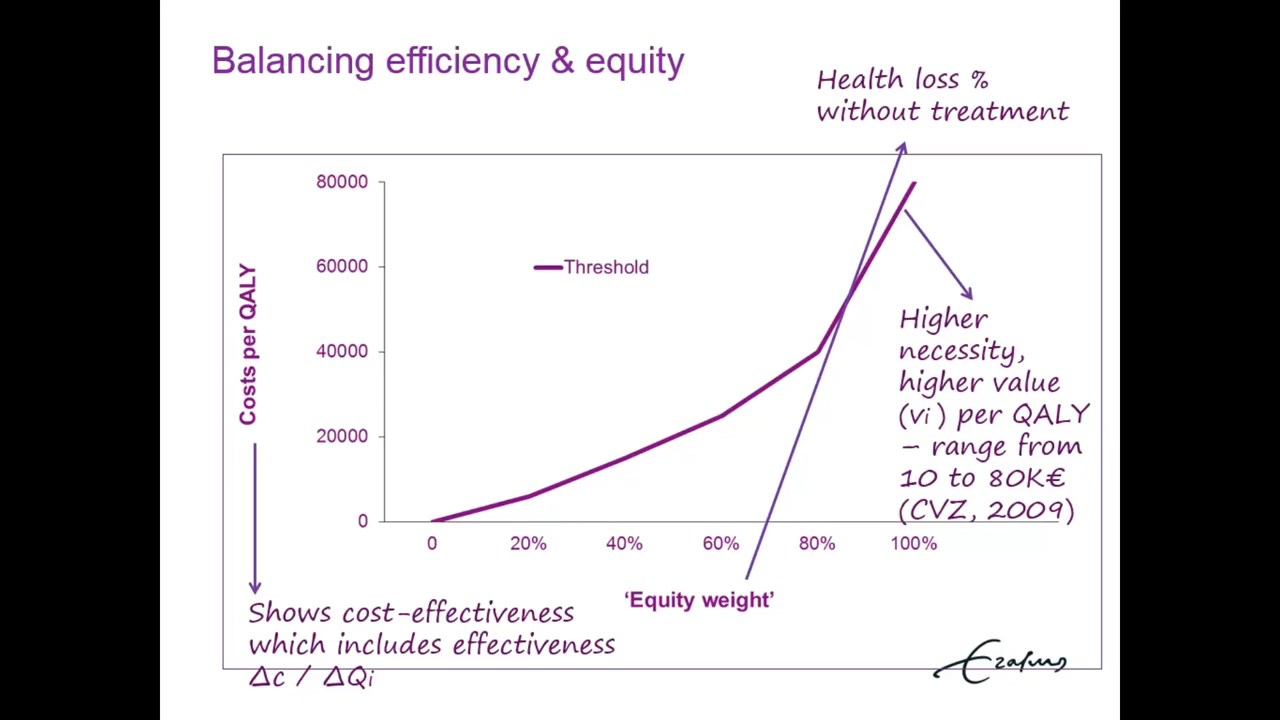 Balancing efficiency & equity
Health loss %
without treatment
80000
60000
40000
20000
0
Costs per QALY
Threshold
0 20% 40% 60% 80% 100%
'Equity weight'
Higher
necessity,
higher value
(vi) per QALY
– range from
10 to 80K€
(CVZ, 2009)
Shows cost-effectiveness
which includes effectiveness
Δc / ΔQi
Erasmus